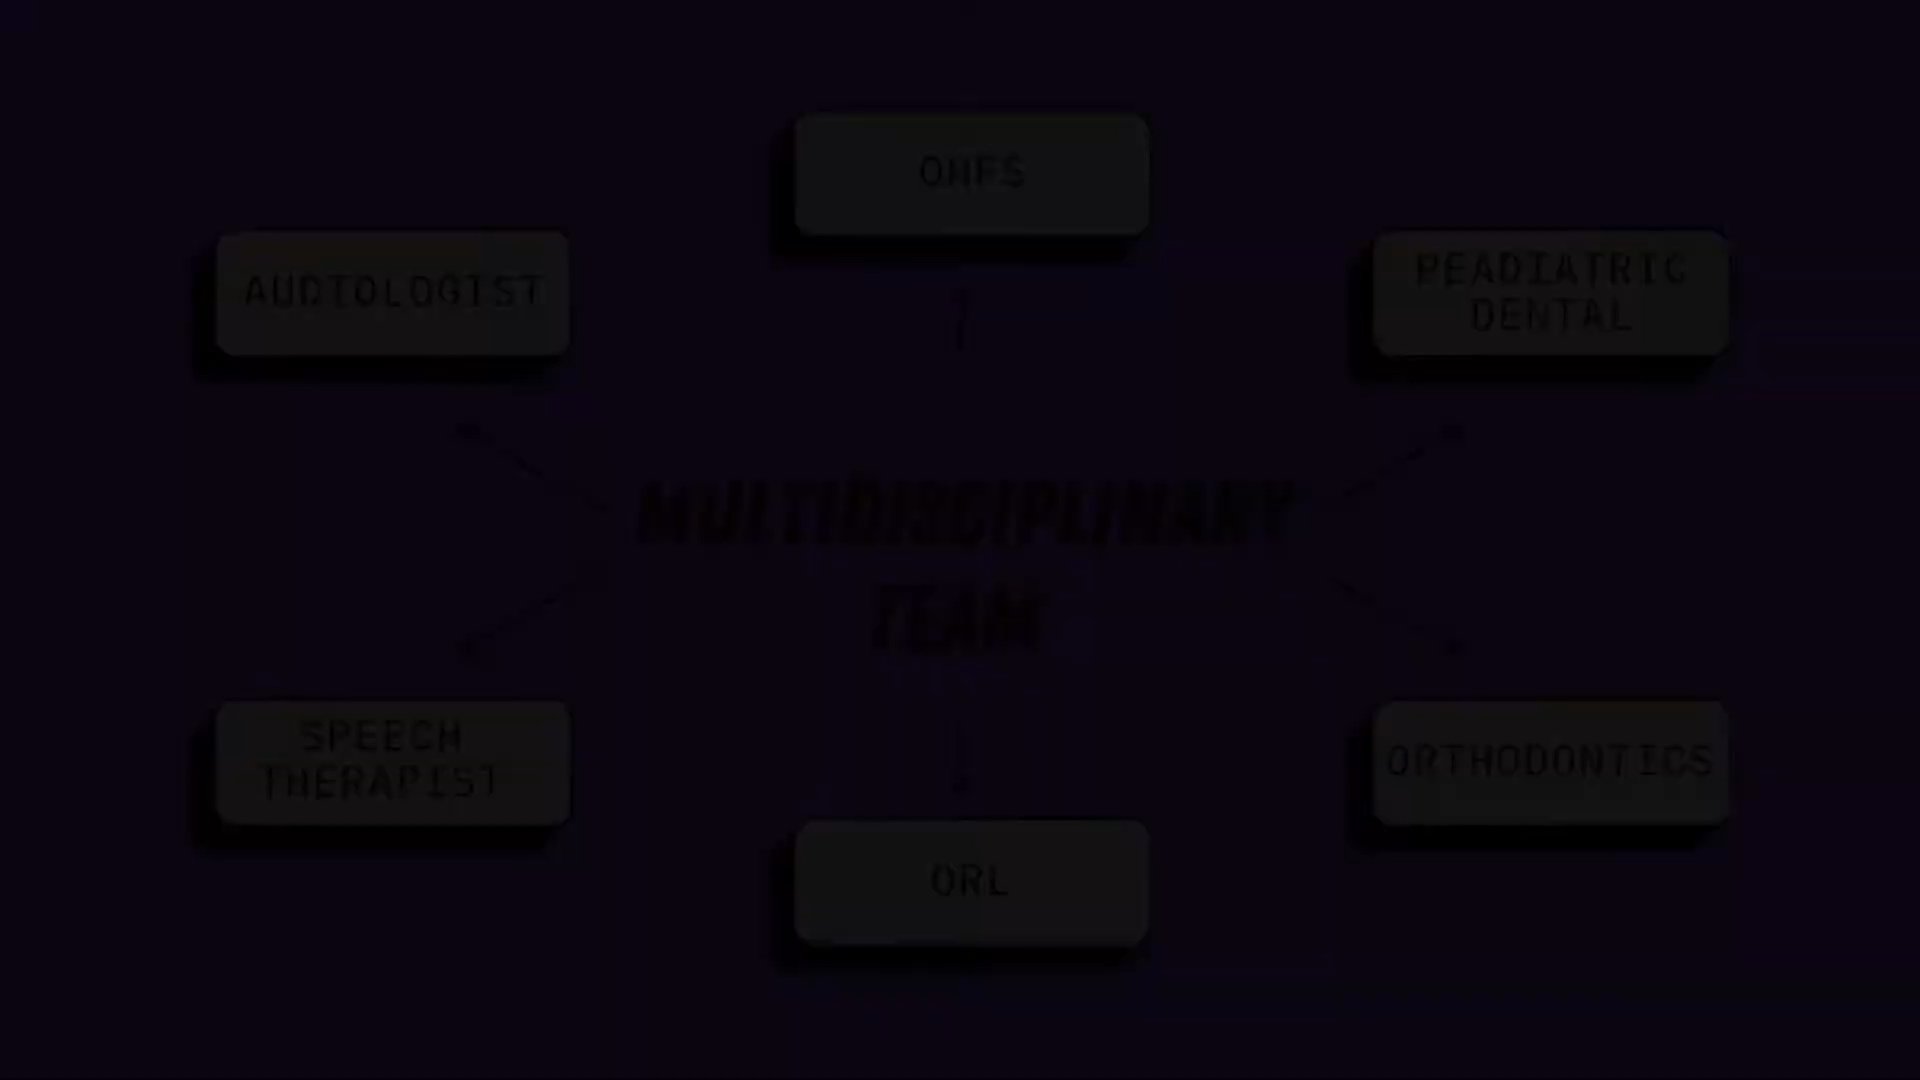 OMFS
AUDIOLOGIST
PEADIATRIC
DENTAL
MULTIDISCIPLINARY
TEAM
SPEECH
THERAPIST
ORTHODONTICS
ORL